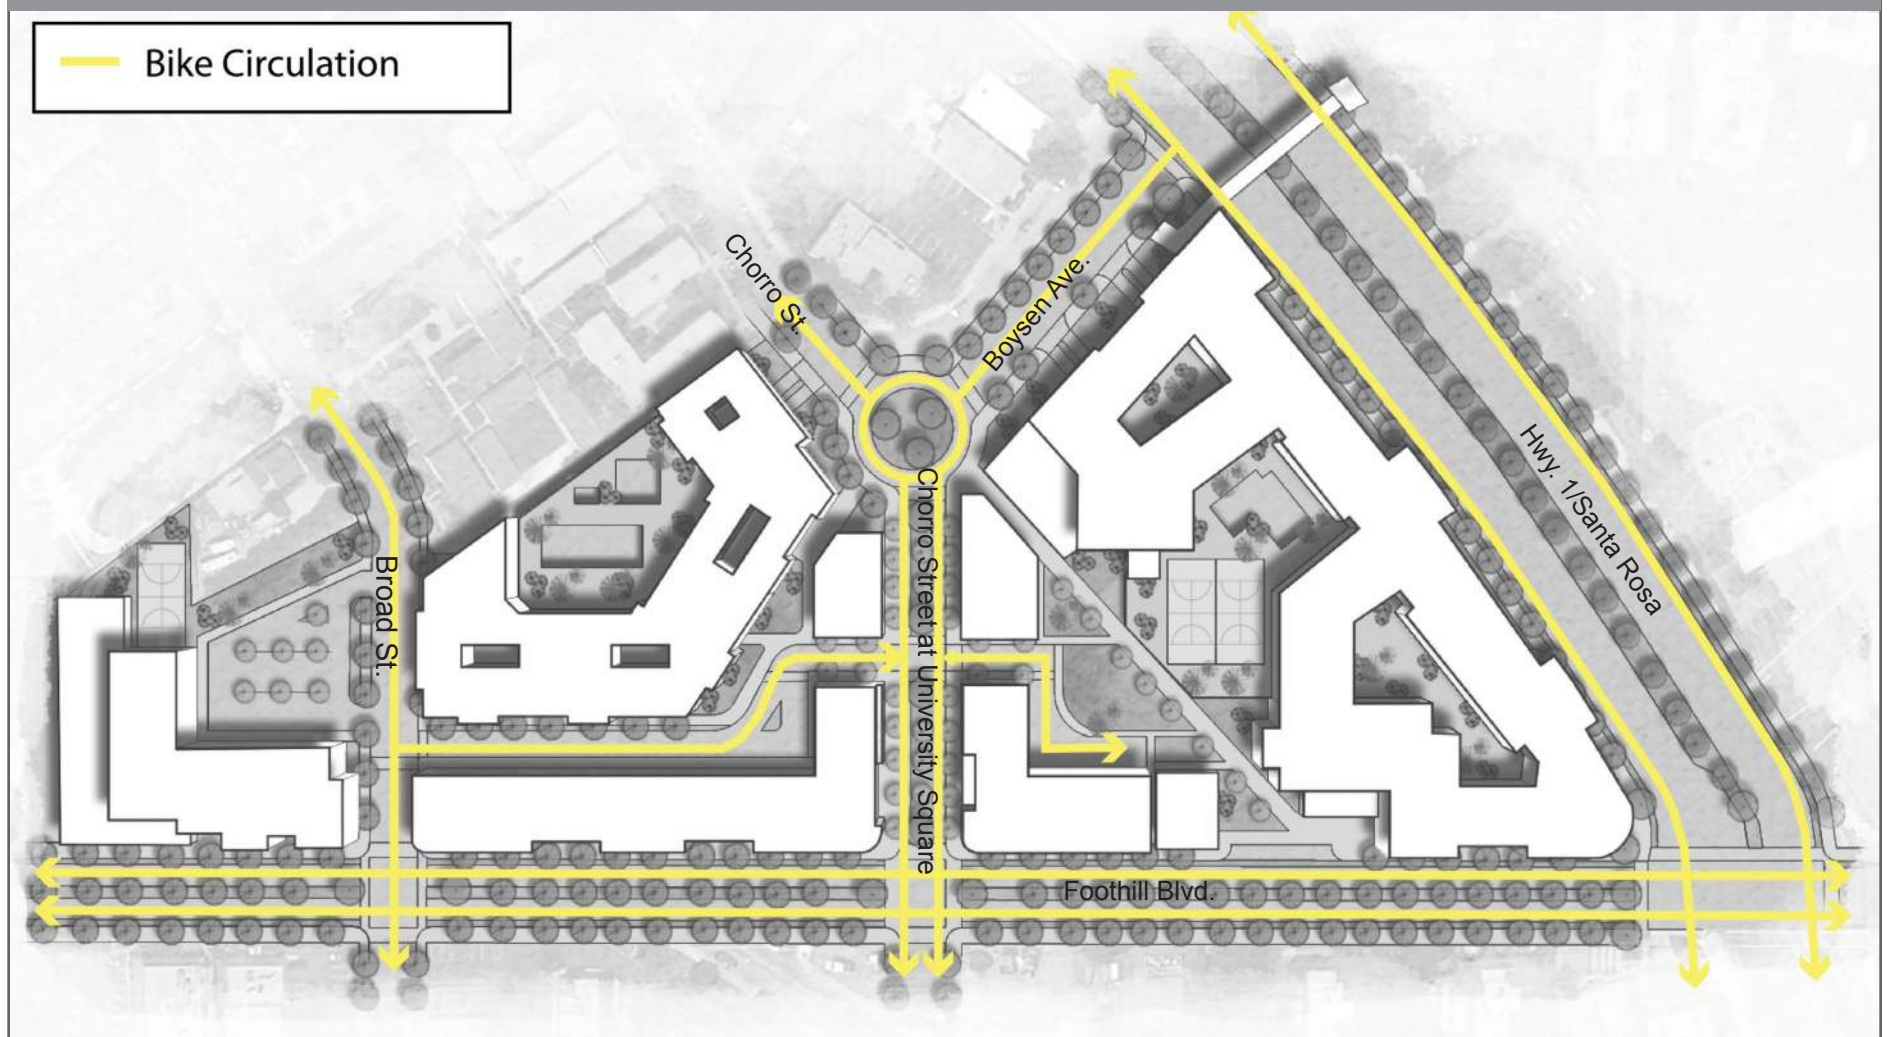 Bike Circulation
Chorro St.
Boysen Ave.
Hwy. 1/Santa Rosa
Broad St.
Chorro Street at University Square
Foothill Blvd.